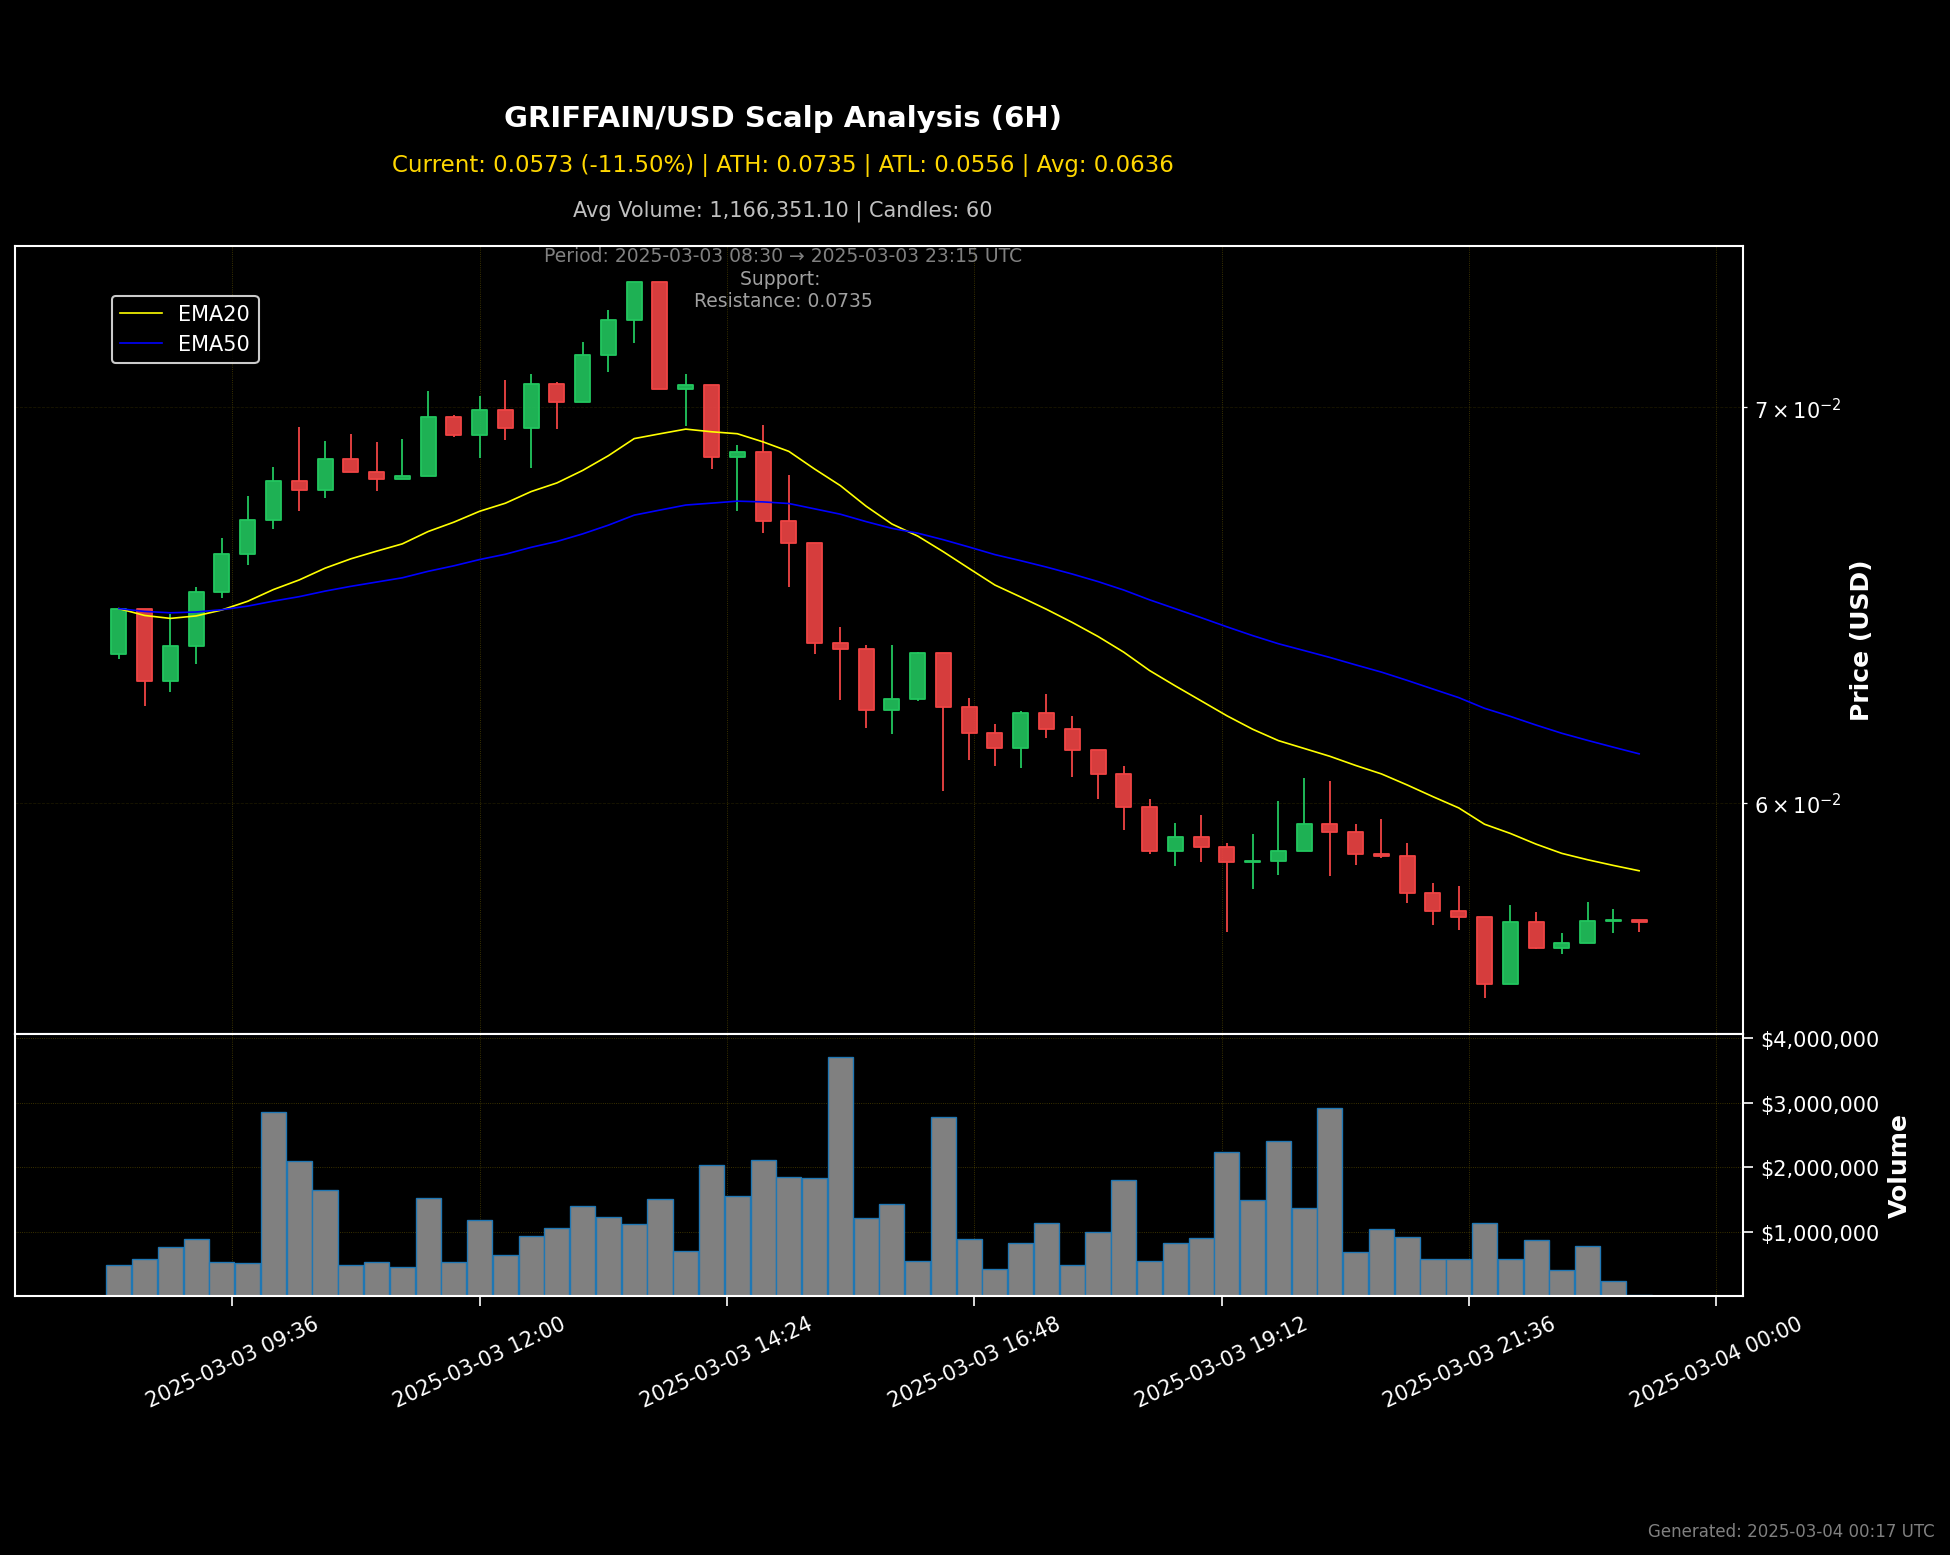 GRIFFAIN/USD Scalp Analysis (6H)
Current: 0.0573 (-11.50%) | ATH: 0.0735 | ATL: 0.0556 | Avg: 0.0636
Avg Volume: 1,166,351.10 | Candles: 60
Period: 2025-03-03 08:30 → 2025-03-03 23:15 UTC
Support:
Resistance: 0.0735
EMA20
EMA50
7 × 10⁻²
6 × 10⁻²
Price (USD)
$4,000,000
$3,000,000
$2,000,000
$1,000,000
Volume
2025-03-03 09:36
2025-03-03 12:00
2025-03-03 14:24
2025-03-03 16:48
2025-03-03 19:12
2025-03-03 21:36
2025-03-04 00:00
Generated: 2025-03-04 00:17 UTC